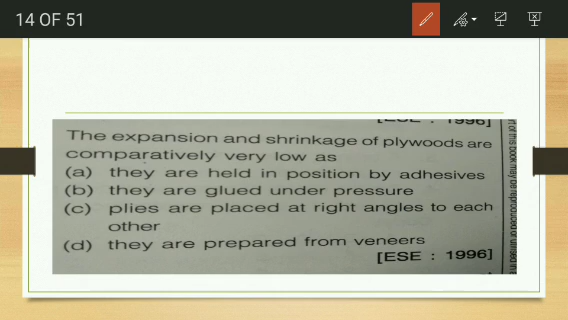 14 OF 51
[ESE : 1996]
The expansion and shrinkage of plywoods are
comparatively very low as
(a) they are held in position by adhesives
(b) they are glued under pressure
(c) plies are placed at right angles to each
other
(d) they are prepared from veneers
[ESE : 1996]